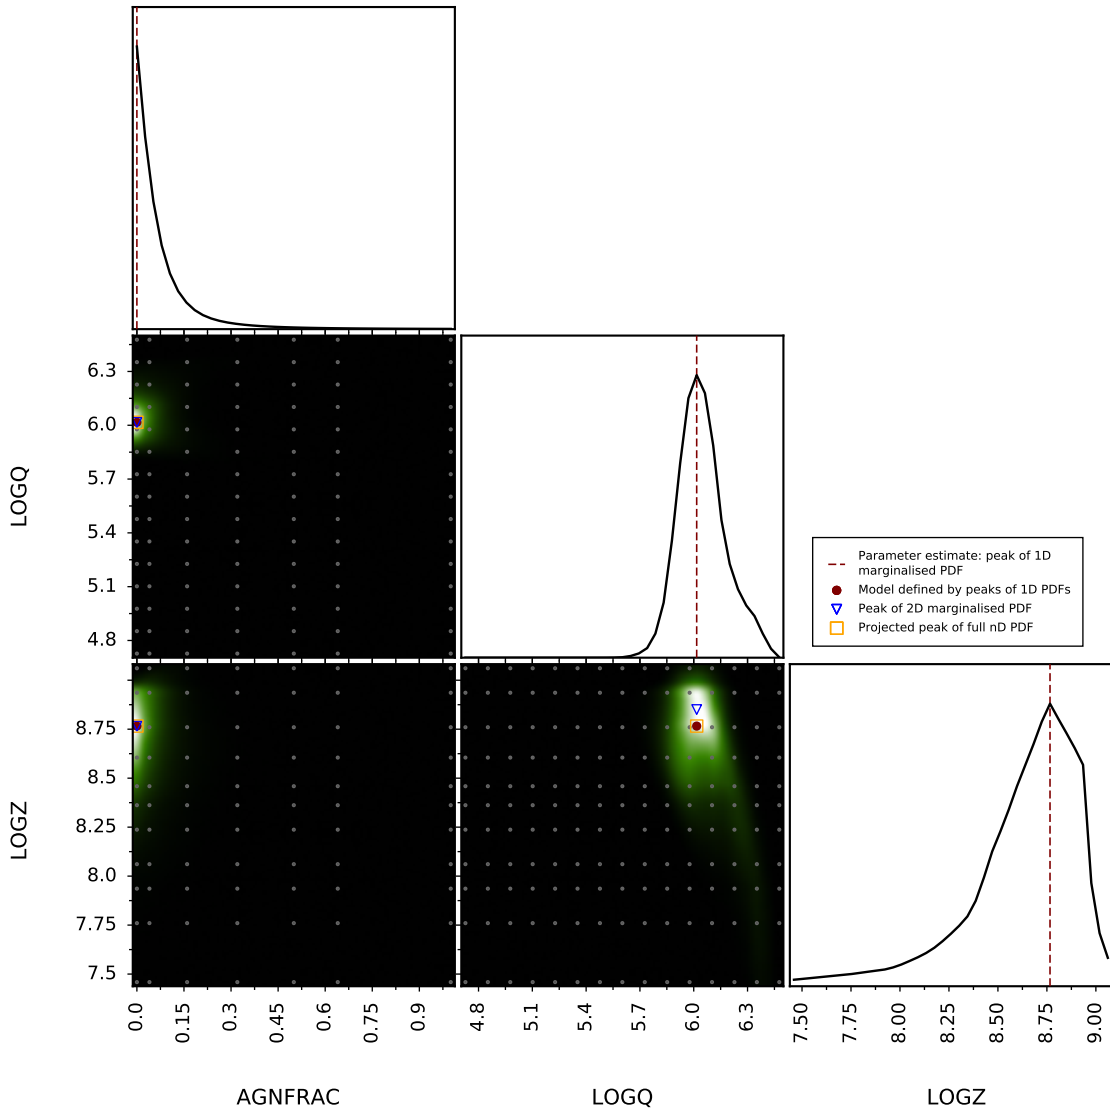 6.3
6.0
5.7
5.4
5.1
4.8
LOGQ
Parameter estimate: peak of 1D
marginalised PDF
Model defined by peaks of 1D PDFs
Peak of 2D marginalised PDF
Projected peak of full nD PDF
8.75
8.5
8.25
8.0
7.75
7.5
LOGZ
0.0 0.15 0.3 0.45 0.6 0.75 0.9
4.8 5.1 5.4 5.7 6.0 6.3
7.50 7.75 8.00 8.25 8.50 8.75 9.00
AGNFRAC
LOGQ
LOGZ